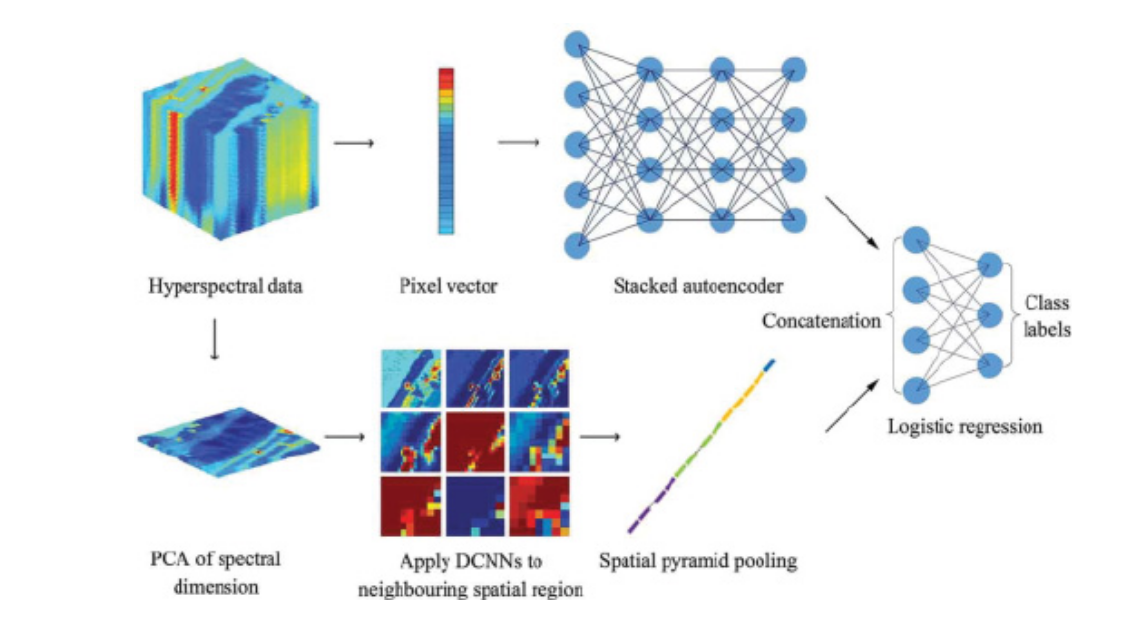 Hyperspectral data
Pixel vector
Stacked autoencoder
Concatenation
Class
labels
Logistic regression
PCA of spectral
dimension
Apply DCNNs to
neighbouring spatial region
Spatial pyramid pooling